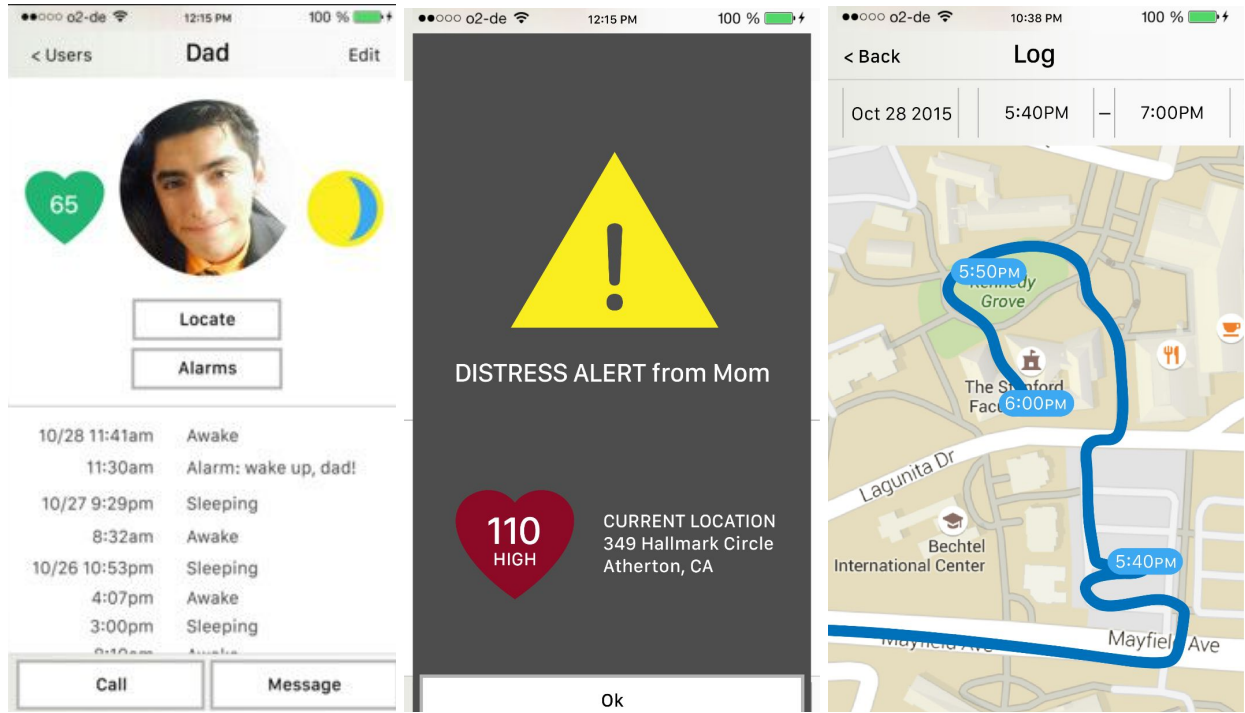 ●●○○○ o2-de 12:15 PM 100 %
< Users Dad Edit
65
Locate
Alarms
10/28 11:41am Awake
11:30am Alarm: wake up, dad!
10/27 9:29pm Sleeping
8:32am Awake
10/26 10:53pm Sleeping
4:07pm Awake
3:00pm Sleeping
Call Message
●●○○○ o2-de 12:15 PM 100 %
DISTRESS ALERT from Mom
110
HIGH
CURRENT LOCATION
349 Hallmark Circle
Atherton, CA
Ok
●●○○○ o2-de 10:38 PM 100 %
< Back Log
Oct 28 2015 5:40PM – 7:00PM
5:50PM
Kennedy
Grove
The Stanford
6:00PM
Lagunita Dr
Bechtel
International Center
5:40PM
Mayfield Ave
Mayfield Ave